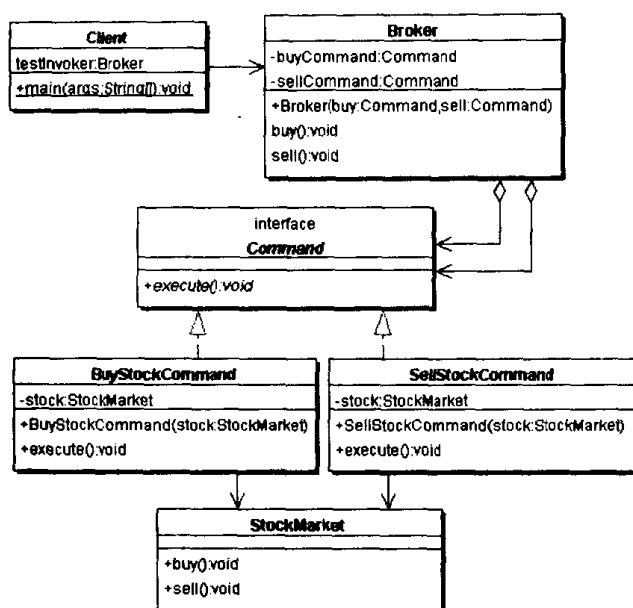 Client
testInvoker:Broker
+main(args:String[]):void
Broker
-buyCommand:Command
-sellCommand:Command
+Broker(buy:Command,sell:Command)
buy():void
sell():void
interface
Command
+execute():void
BuyStockCommand
-stock:StockMarket
+BuyStockCommand(stock:StockMarket)
+execute():void
SellStockCommand
-stock:StockMarket
+SellStockCommand(stock:StockMarket)
+execute():void
StockMarket
+buy():void
+sell():void